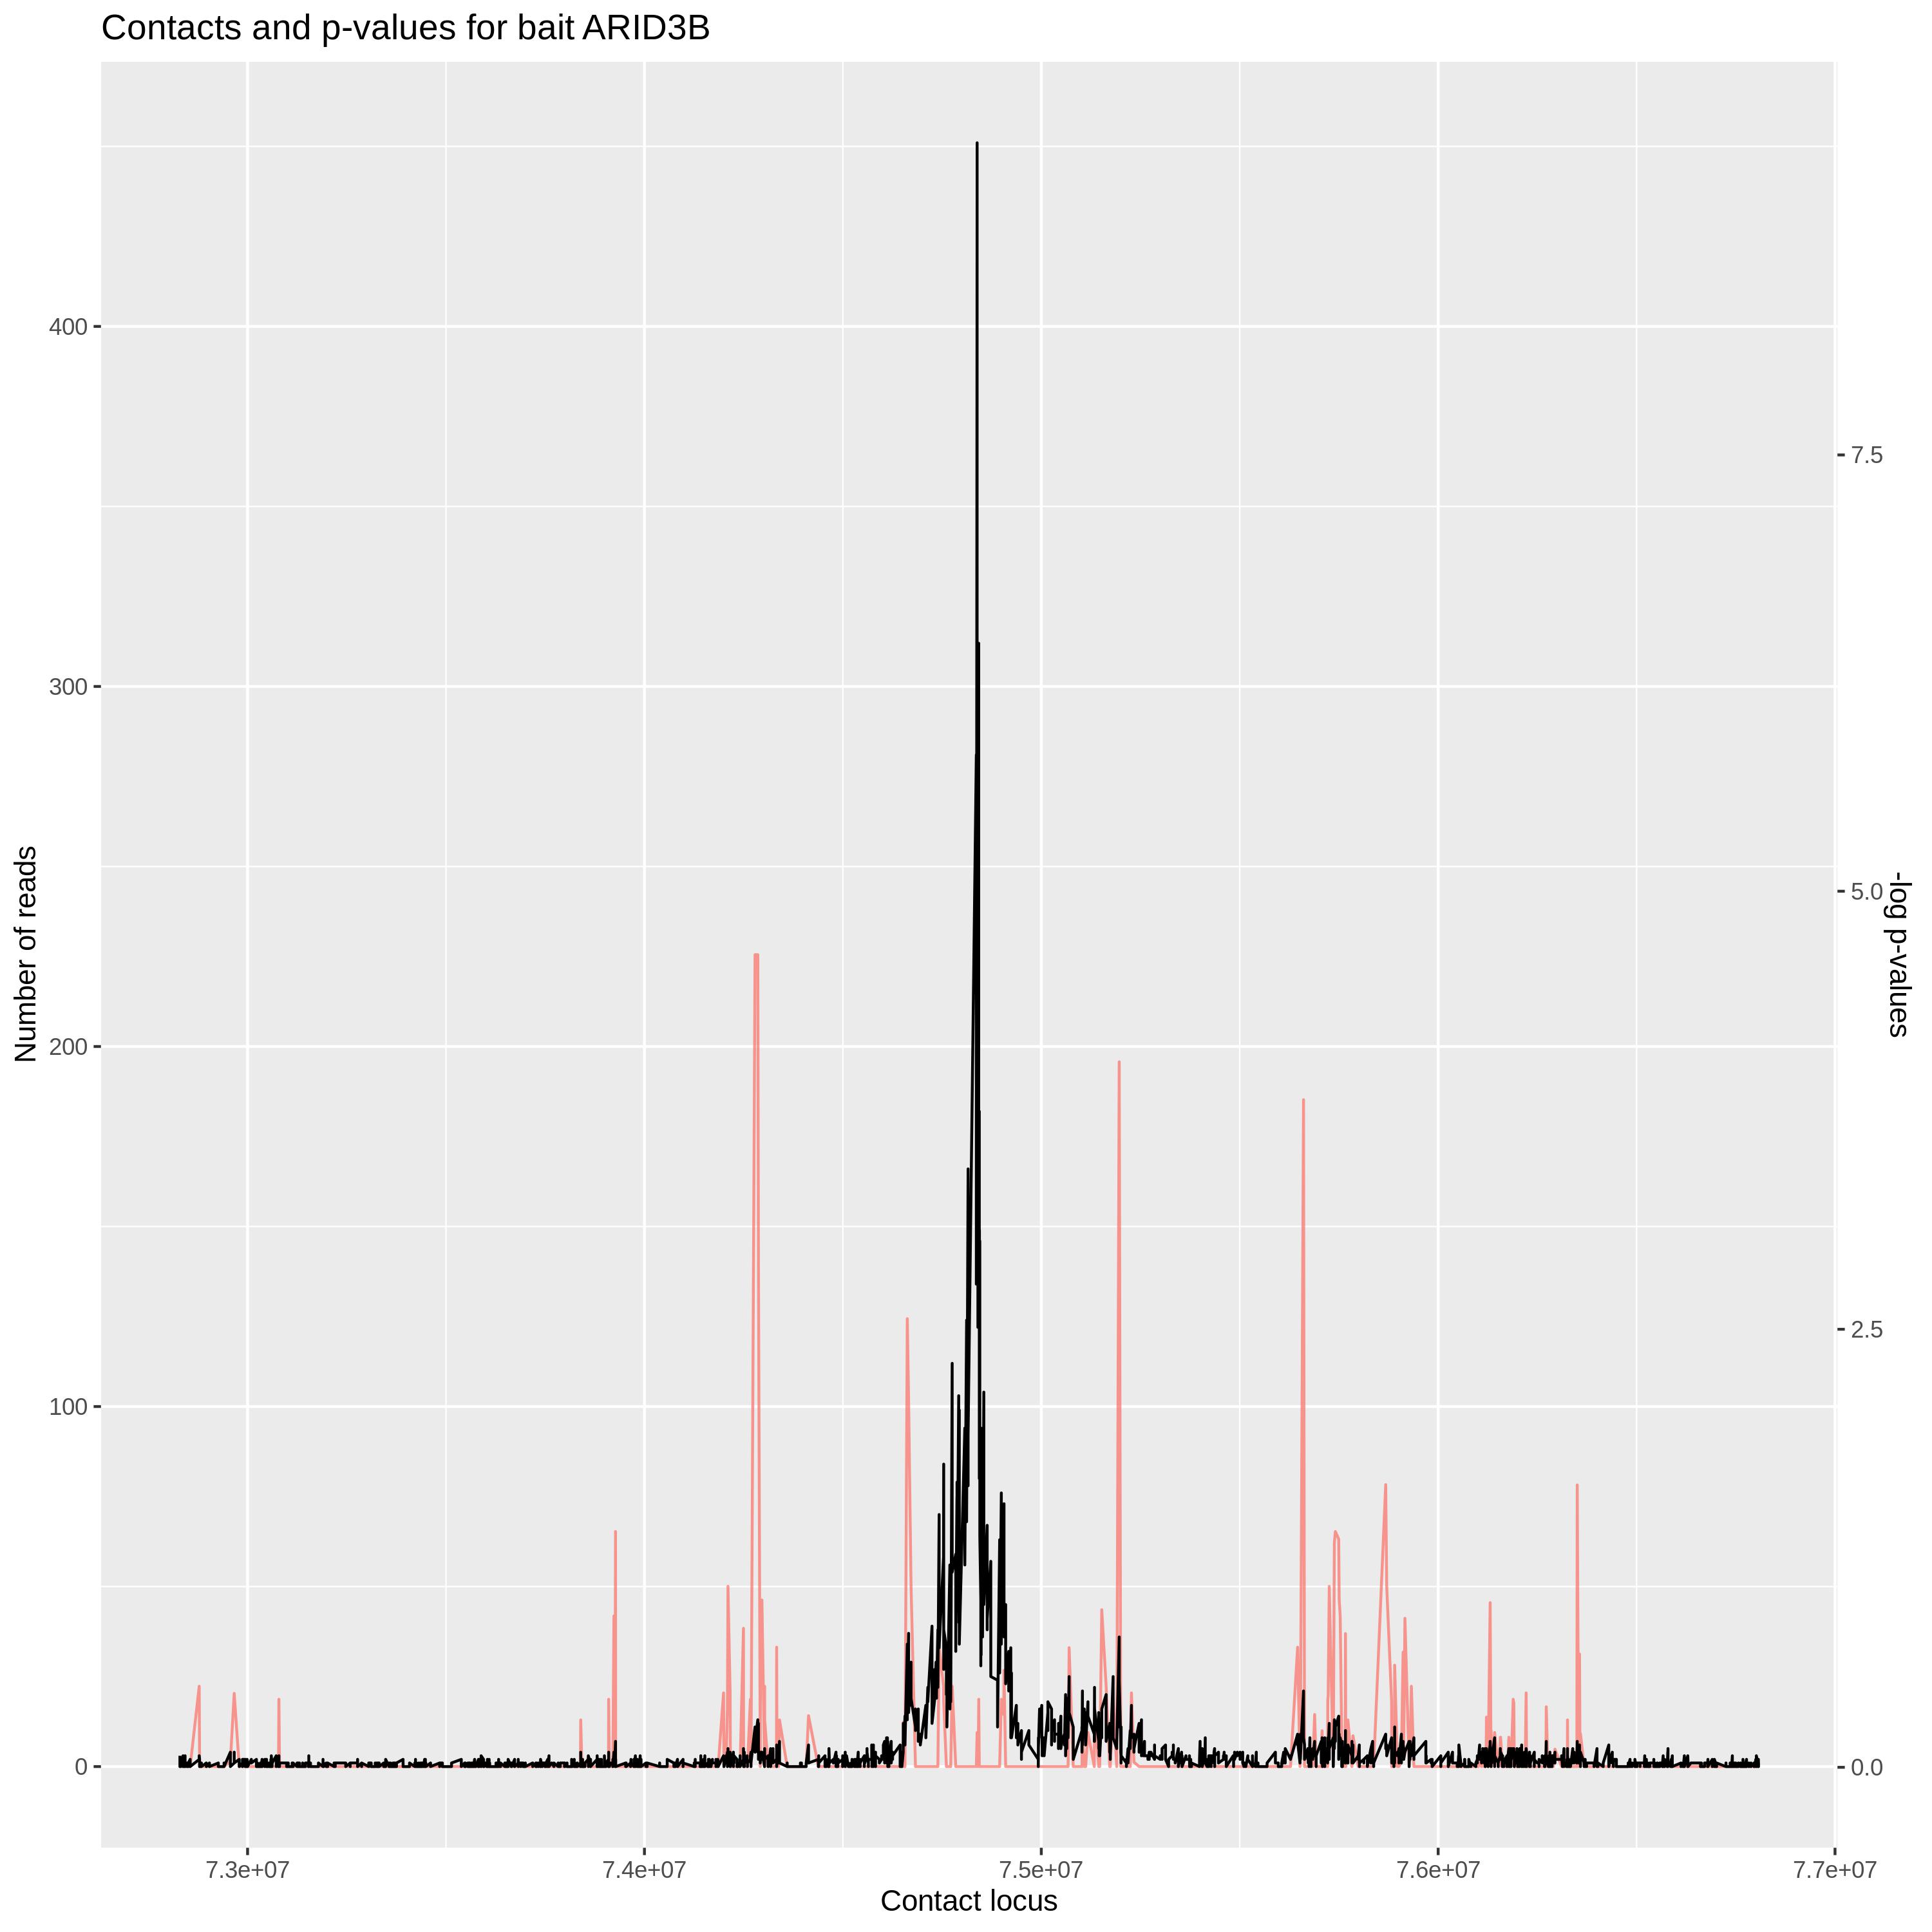 Contacts and p-values for bait ARID3B
Number of reads
400
300
200
100
0
7.5
5.0
2.5
0.0
-log p-values
7.3e+07
7.4e+07
7.5e+07
7.6e+07
7.7e+07
Contact locus